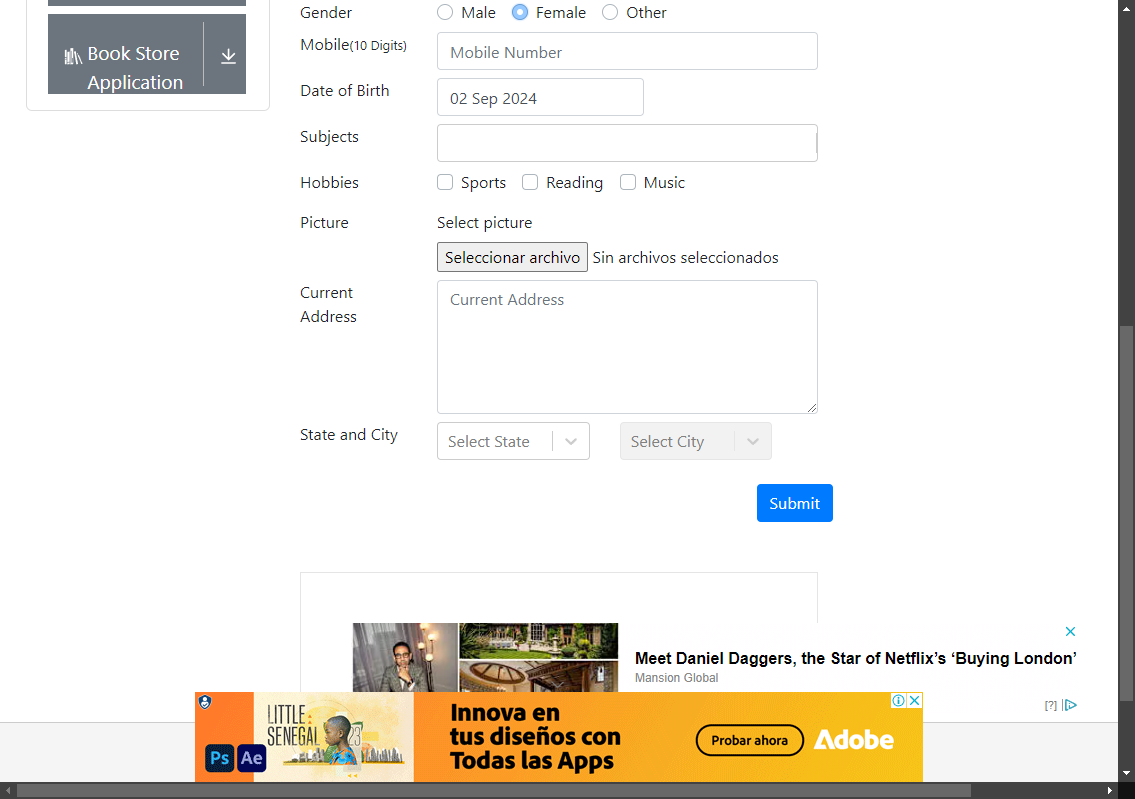 Gender
Male
Female
Other
Book Store
Application
Mobile(10 Digits)
Mobile Number
Date of Birth
02 Sep 2024
Subjects
Hobbies
Sports
Reading
Music
Picture
Select picture
Seleccionar archivo Sin archivos seleccionados
Current
Address
Current Address
State and City
Select State
Select City
Submit
Meet Daniel Daggers, the Star of Netflix's ‘Buying London’
Mansion Global
[?]
LITTLE
SENEGAL
23
Ps Ae
Innova en
tus diseños con
Todas las Apps
Probar ahora
Adobe